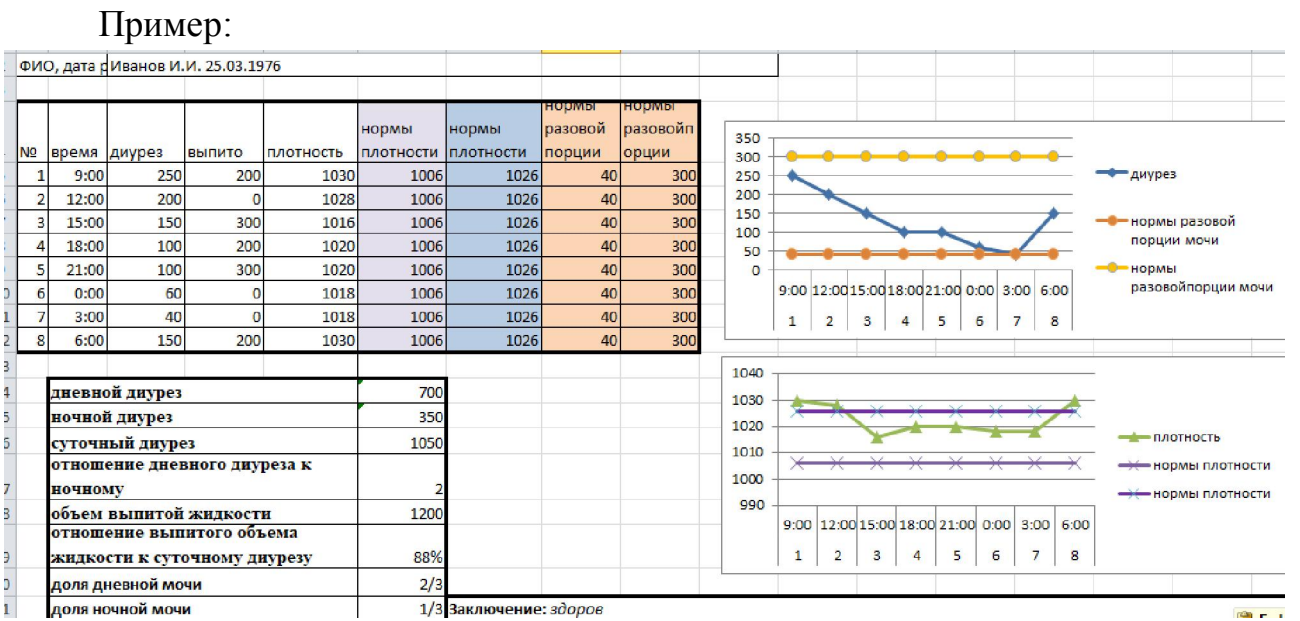 Пример:
ФИО, дата р Иванов И.И. 25.03.1976
№ время диурез выпито плотность нормы плотности нормы плотности нормы разовой порции нормы разовойпорции
1 9:00 250 200 1030 1006 1026 40 300
2 12:00 200 0 1028 1006 1026 40 300
3 15:00 150 300 1016 1006 1026 40 300
4 18:00 100 200 1020 1006 1026 40 300
5 21:00 100 300 1020 1006 1026 40 300
6 0:00 60 0 1018 1006 1026 40 300
7 3:00 40 0 1018 1006 1026 40 300
8 6:00 150 200 1030 1006 1026 40 300
дневной диурез 700
ночной диурез 350
суточный диурез 1050
отношение дневного диуреза к
ночному 2
объем выпитой жидкости 1200
отношение выпитого объема
жидкости к суточному диурезу 88%
доля дневной мочи 2/3
доля ночной мочи 1/3 Заключение: здоров
350
300
250
200
150
100
50
0
9:00 12:00 15:00 18:00 21:00 0:00 3:00 6:00
1 2 3 4 5 6 7 8
диурез
нормы разовой
порции мочи
нормы
разовойпорции мочи
1040
1030
1020
1010
1000
990
9:00 12:00 15:00 18:00 21:00 0:00 3:00 6:00
1 2 3 4 5 6 7 8
плотность
нормы плотности
нормы плотности